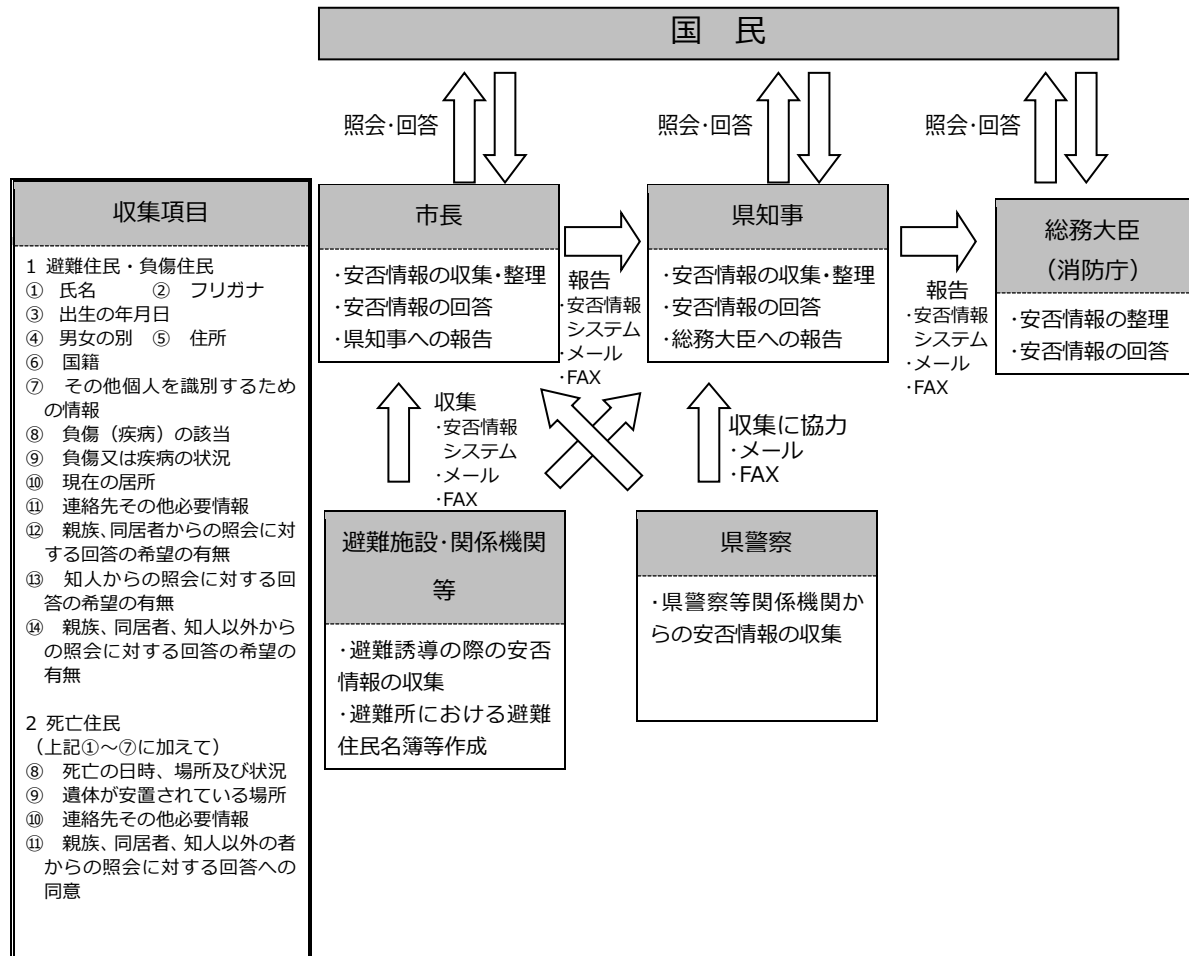 国　民
照会・回答
照会・回答
照会・回答
収集項目
1 避難住民・負傷住民
①　氏名　　②　フリガナ
③　出生の年月日
④　男女の別　⑤　住所
⑥　国籍
⑦　その他個人を識別するため
の情報
⑧　負傷（疾病）の該当
⑨　負傷又は疾病の状況
⑩　現在の居所
⑪　連絡先その他必要情報
⑫　親族、同居者からの照会に対
する回答の希望の有無
⑬　知人からの照会に対する回
答の希望の有無
⑭　親族、同居者、知人以外から
の照会に対する回答の希望の
有無
2 死亡住民
（上記①～⑦に加えて）
⑧　死亡の日時、場所及び状況
⑨　遺体が安置されている場所
⑩　連絡先その他必要情報
⑪　親族、同居者、知人以外の者
からの照会に対する回答への
同意
市長
・安否情報の収集・整理
・安否情報の回答
・県知事への報告
報告
・安否情報
システム
・メール
・FAX
県知事
・安否情報の収集・整理
・安否情報の回答
・総務大臣への報告
報告
・安否情報
システム
・メール
・FAX
総務大臣
（消防庁）
・安否情報の整理
・安否情報の回答
収集
・安否情報
システム
・メール
・FAX
収集に協力
・メール
・FAX
避難施設・関係機関
等
・避難誘導の際の安否
情報の収集
・避難所における避難
住民名簿等作成
県警察
・県警察等関係機関か
らの安否情報の収集